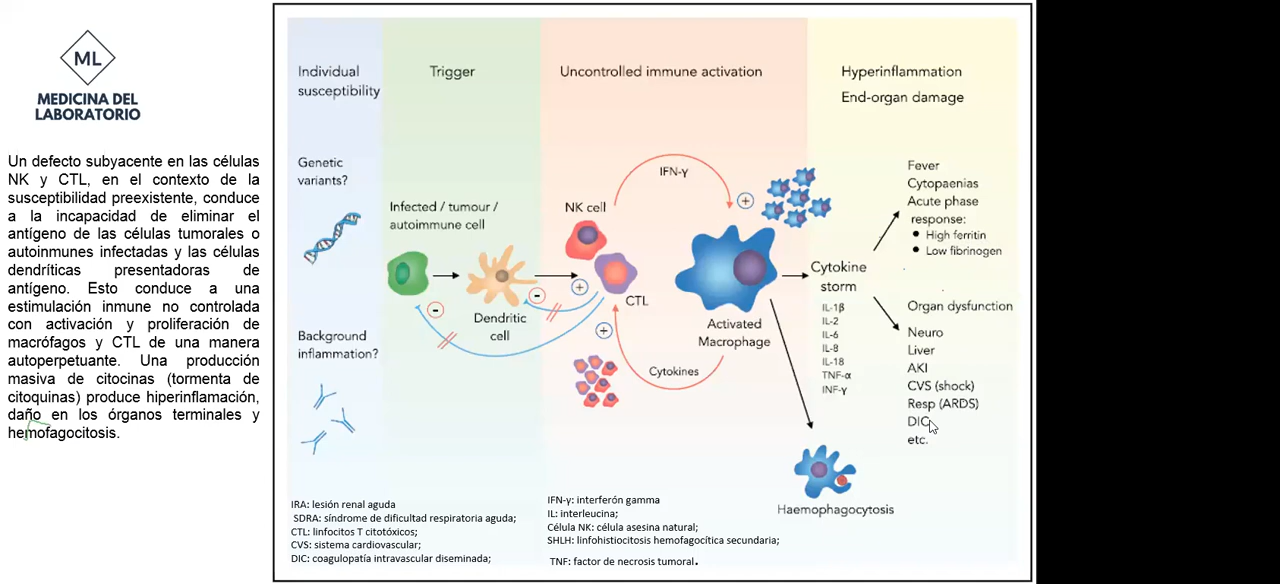 ML
MEDICINA DEL
LABORATORIO
Un defecto subyacente en las células
NK y CTL, en el contexto de la
susceptibilidad preexistente, conduce
a la incapacidad de eliminar el
antígeno de las células tumorales o
autoinmunes infectadas y las células
dendríticas presentadoras de
antígeno. Esto conduce a una
estimulación inmune no controlada
con activación y proliferación de
macrófagos y CTL de una manera
autoperpetuante. Una producción
masiva de citocinas (tormenta de
citoquinas) produce hiperinflamación,
daño en los órganos terminales y
hemofagocitosis.
Individual
susceptibility
Genetic
variants?
Background
inflammation?
Trigger
Infected / tumour /
autoimmune cell
Dendritic
cell
Uncontrolled immune activation
IFN-γ
NK cell
CTL
Activated
Macrophage
Cytokines
Haemophagocytosis
Hyperinflammation
End-organ damage
Cytokine
storm
IL-1β
IL-2
IL-6
IL-8
IL-18
TNF-α
INF-γ
Fever
Cytopaenias
Acute phase
response:
• High ferritin
• Low fibrinogen
Organ dysfunction
Neuro
Liver
AKI
CVS (shock)
Resp (ARDS)
DIC
etc.
IRA: lesión renal aguda
SDRA: síndrome de dificultad respiratoria aguda;
CTL: linfocitos T citotóxicos;
CVS: sistema cardiovascular;
DIC: coagulopatía intravascular diseminada;
IFN-γ: interferón gamma
IL: interleucina;
Célula NK: célula asesina natural;
SHLH: linfohistiocitosis hemofagocítica secundaria;
TNF: factor de necrosis tumoral.